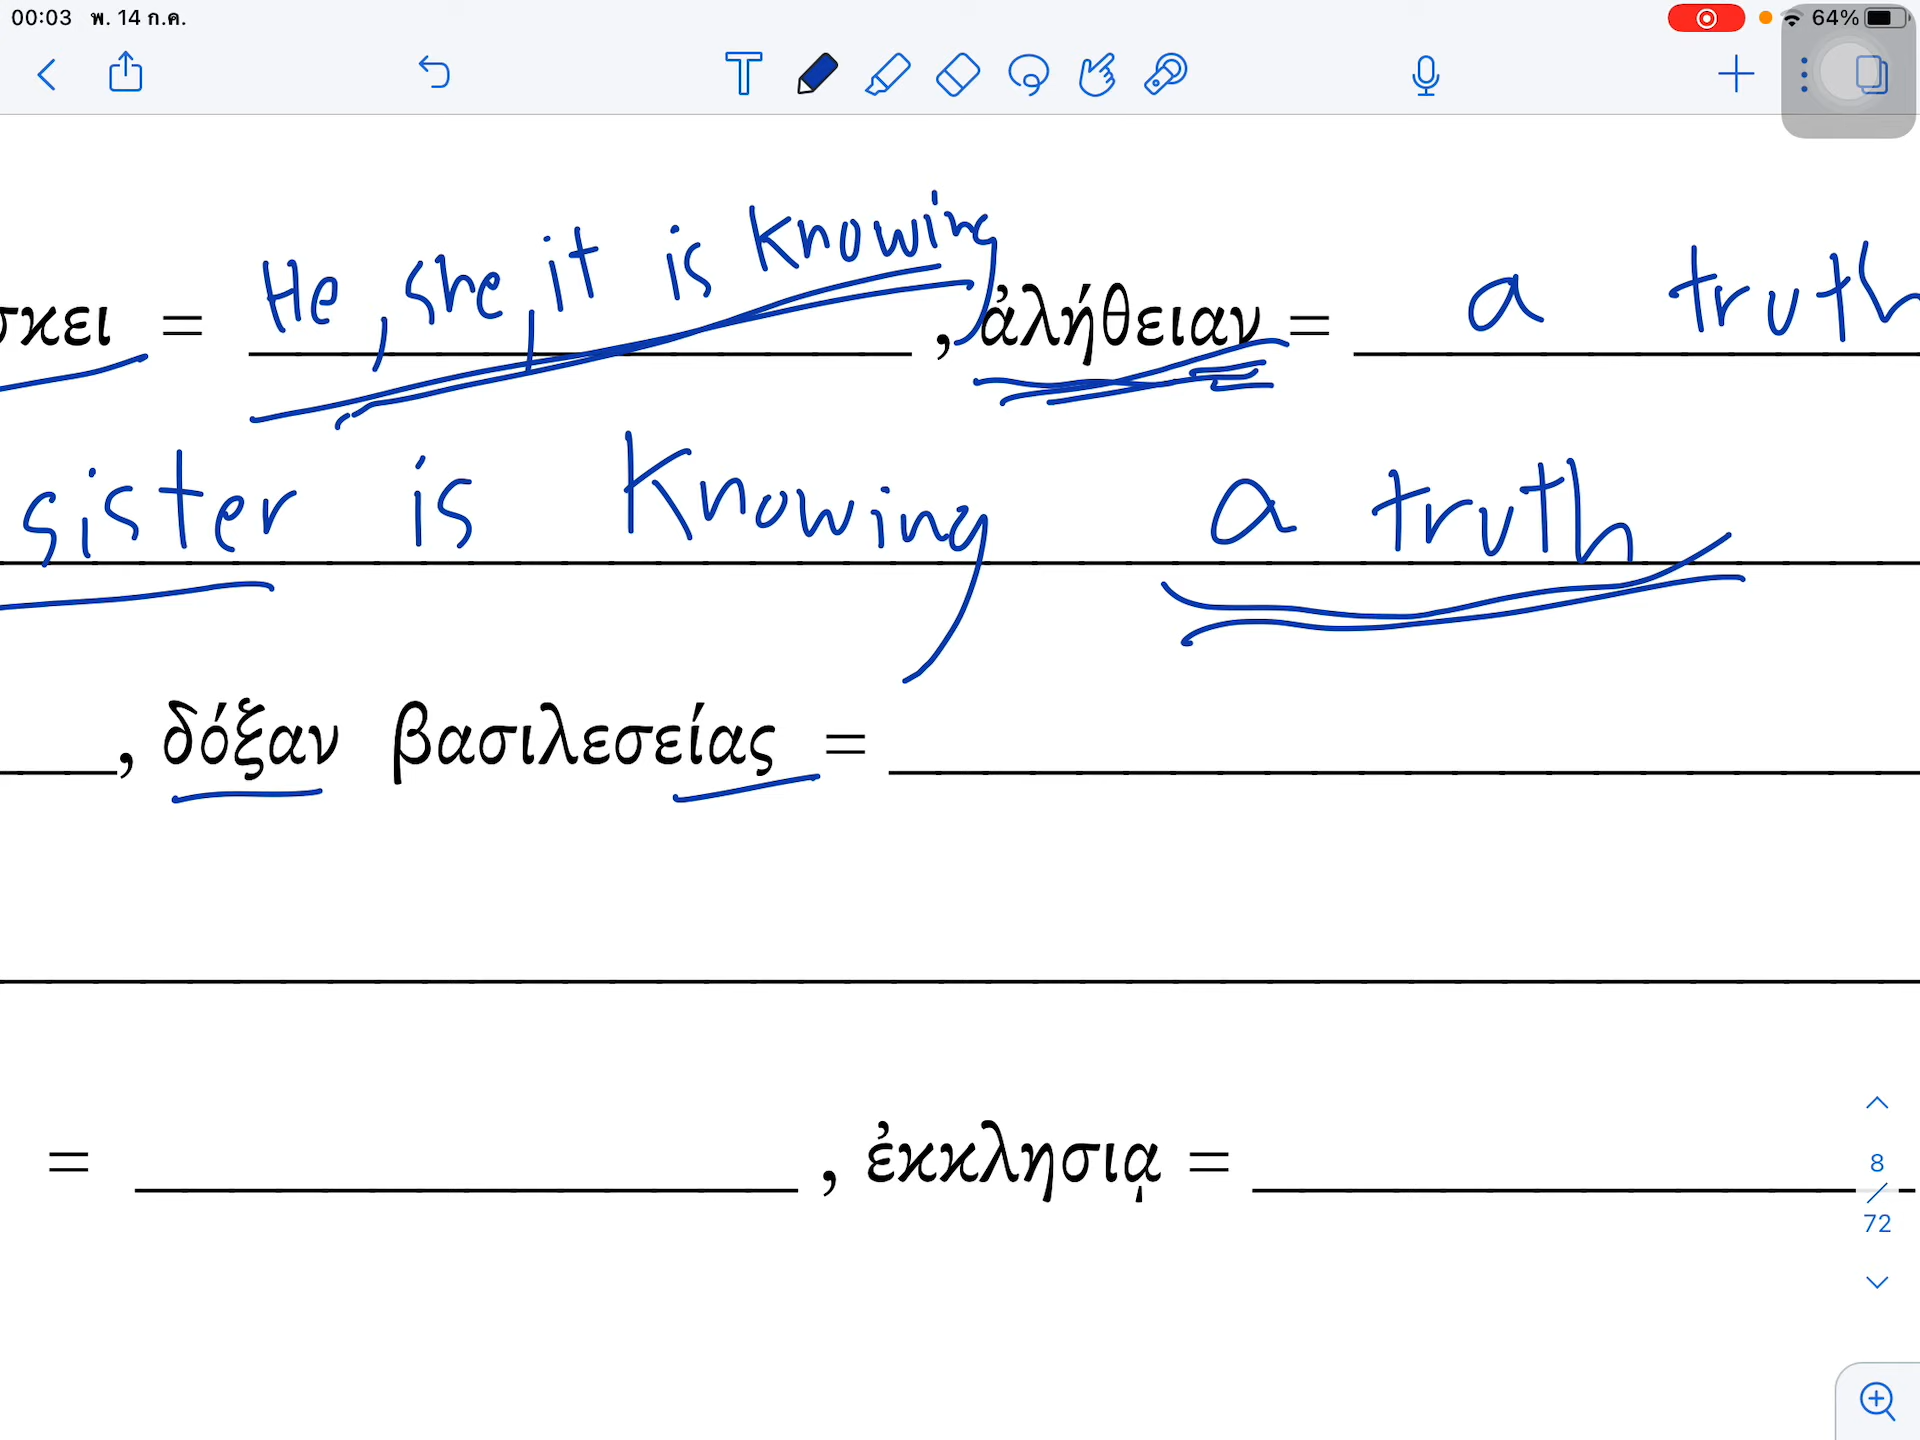 00:03 พ. 14 ก.ค. 64%
σκει = He, she, it is knowing , ἀλήθειαν = a truth
sister is knowing a truth
, δόξαν βασιλεσείας =
= , ἐκκλησιᾳ =
8
/
72